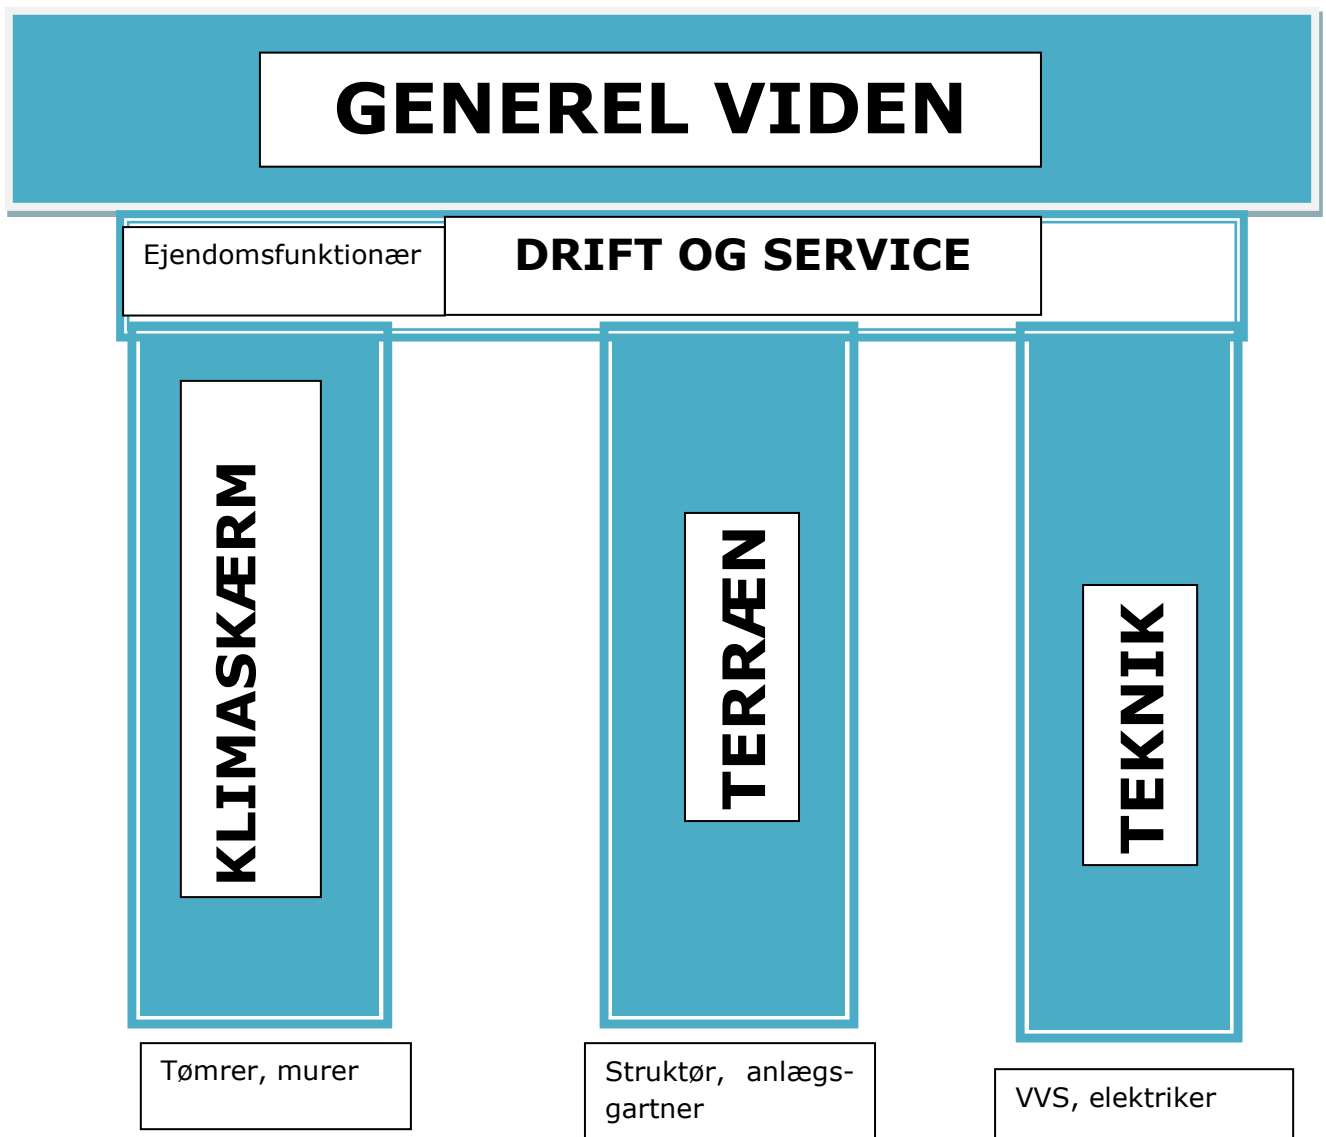 GENEREL VIDEN
Ejendomsfunktionær
DRIFT OG SERVICE
KLIMASKÆRM
TERRÆN
TEKNIK
Tømrer, murer
Struktør, anlægs-
gartner
VVS, elektriker